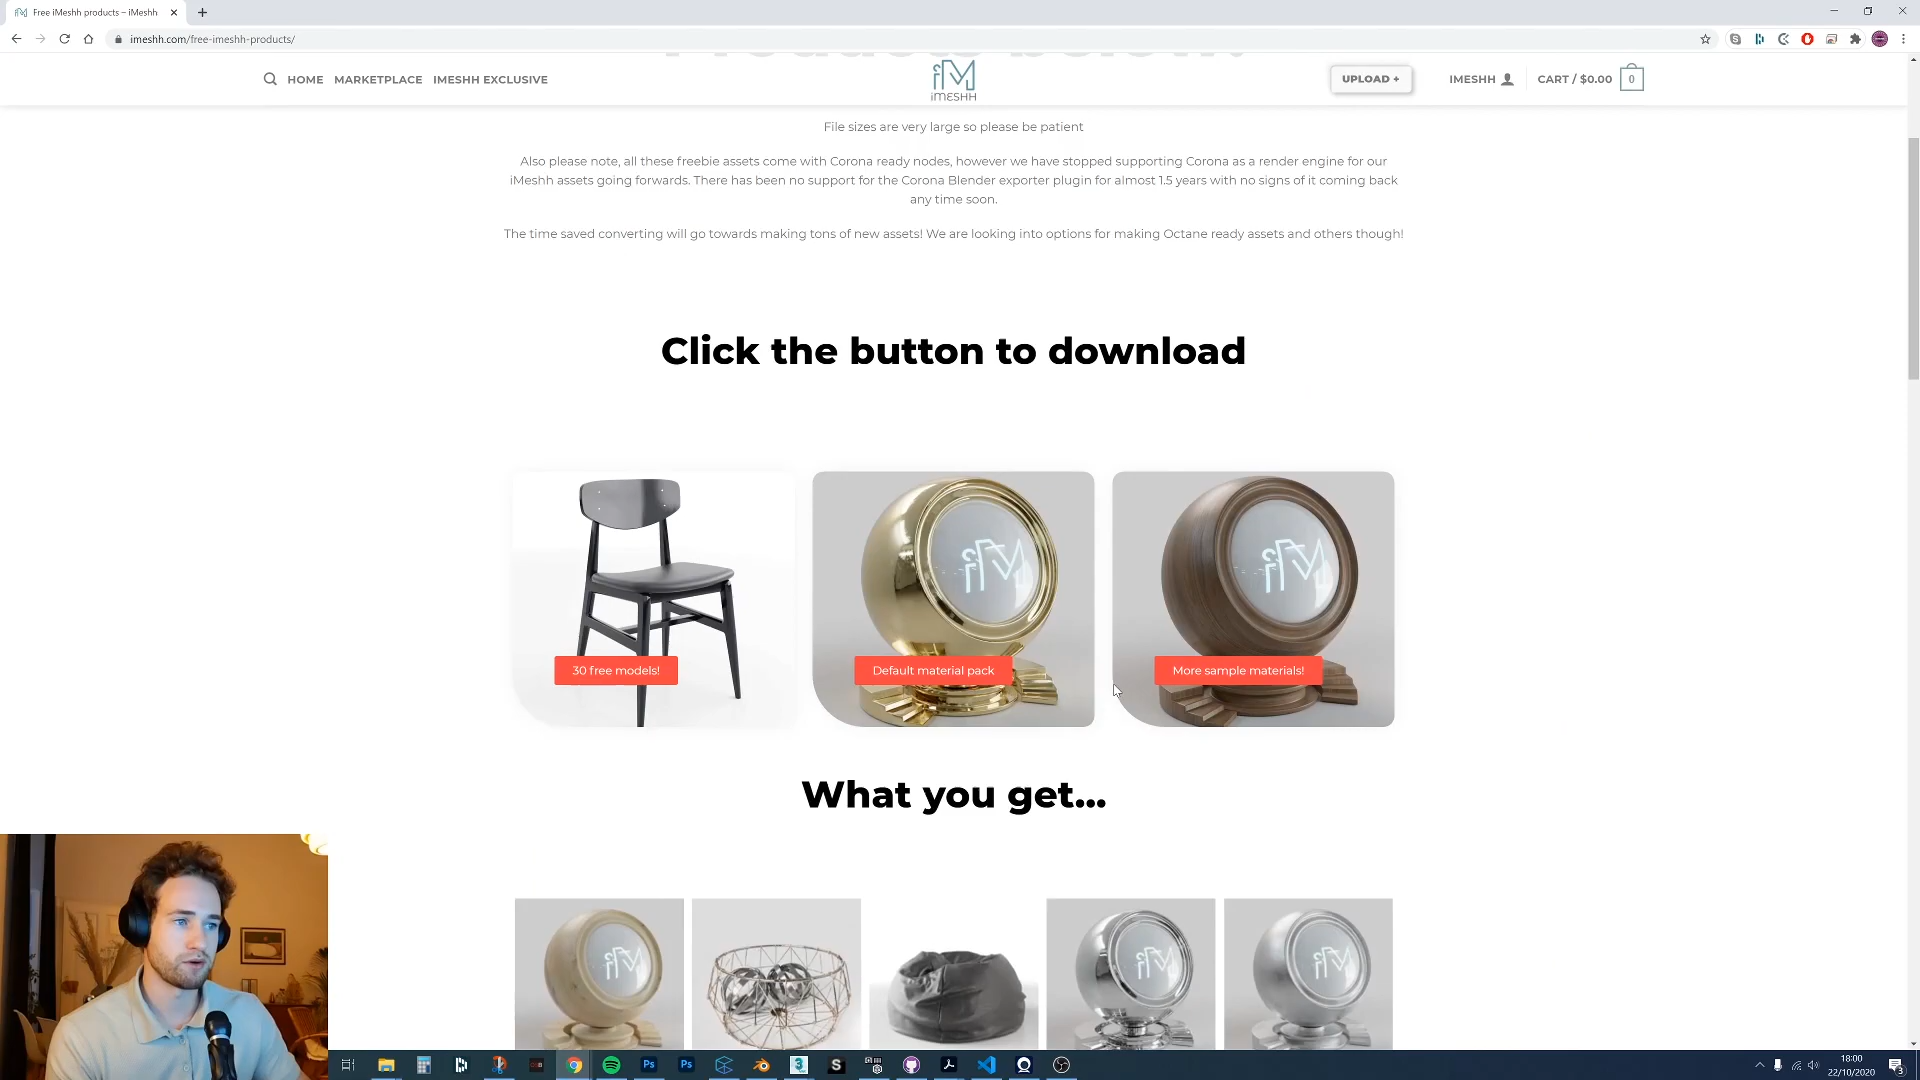 Free iMeshh products – iMeshh
imeshh.com/free-imeshh-products/
HOME MARKETPLACE IMESHH EXCLUSIVE
iMESHH
UPLOAD +
IMESHH
CART / $0.00
0
File sizes are very large so please be patient
Also please note, all these freebie assets come with Corona ready nodes, however we have stopped supporting Corona as a render engine for our
iMeshh assets going forwards. There has been no support for the Corona Blender exporter plugin for almost 1.5 years with no signs of it coming back
any time soon.
The time saved converting will go towards making tons of new assets! We are looking into options for making Octane ready assets and others though!
Click the button to download
30 free models!
Default material pack
More sample materials!
What you get...
18:00
22/10/2020